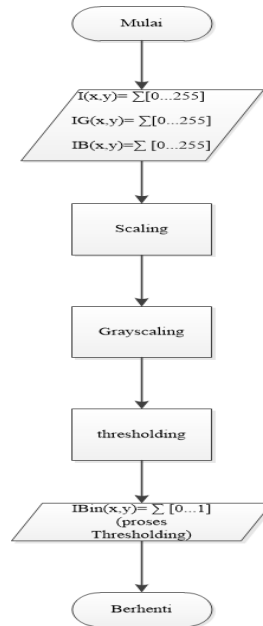 Mulai
I(x,y)= ∑[0...255]
IG(x,y)= ∑[0...255]
IB(x,y)=∑ [0...255]
Scaling
Grayscaling
thresholding
IBin(x,y)= ∑ [0...1]
(proses
Thresholding)
Berhenti